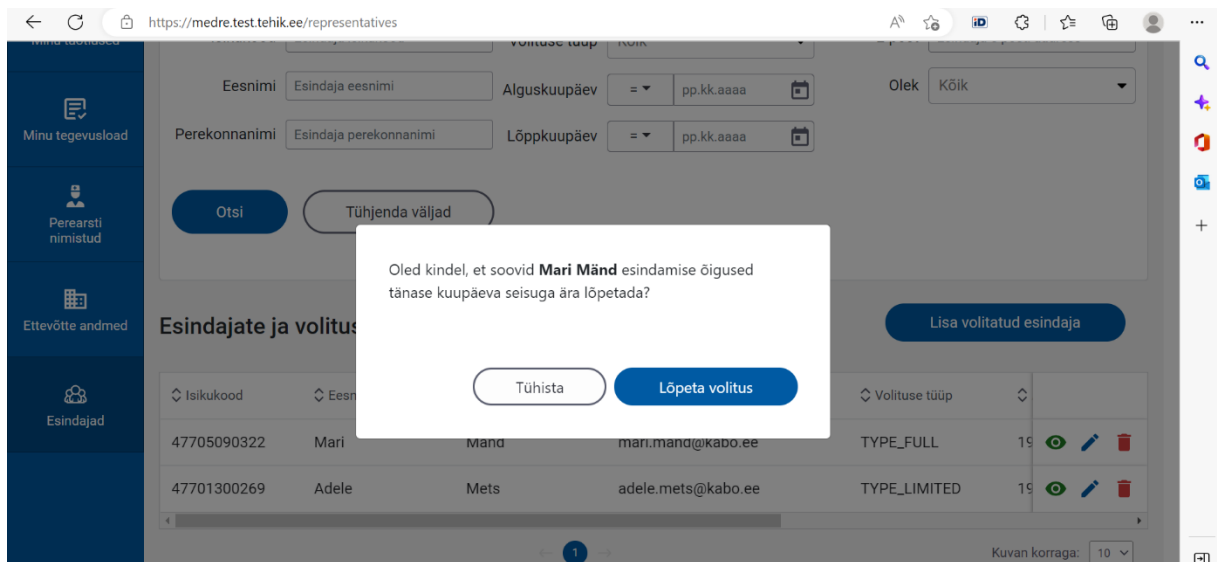 https://medre.test.tehik.ee/representatives
Eesnimi Esindaja eesnimi Alguskuupäev = pp.kk.aaaa Olek Kõik
Minu tegevusload
Perekonnanimi Esindaja perekonnanimi Lõppkuupäev = pp.kk.aaaa
Perearsti
nimistud
Otsi Tühjenda väljad
Oled kindel, et soovid Mari Mänd esindamise õigused
tänase kuupäeva seisuga ära lõpetada?
Ettevõtte andmed
Esindajate ja volitus
Lisa volitatud esindaja
Tühista Lõpeta volitus
Esindajad
Isikukood Eesn Volituse tüüp
47705090322 Mari Mänd mari.mand@kabo.ee TYPE_FULL 19
47701300269 Adele Mets adele.mets@kabo.ee TYPE_LIMITED 19
1
Kuvan korraga: 10